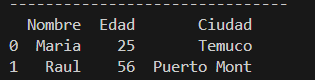 ------------------------------
Nombre Edad Ciudad
0 Maria 25 Temuco
1 Raul 56 Puerto Mont